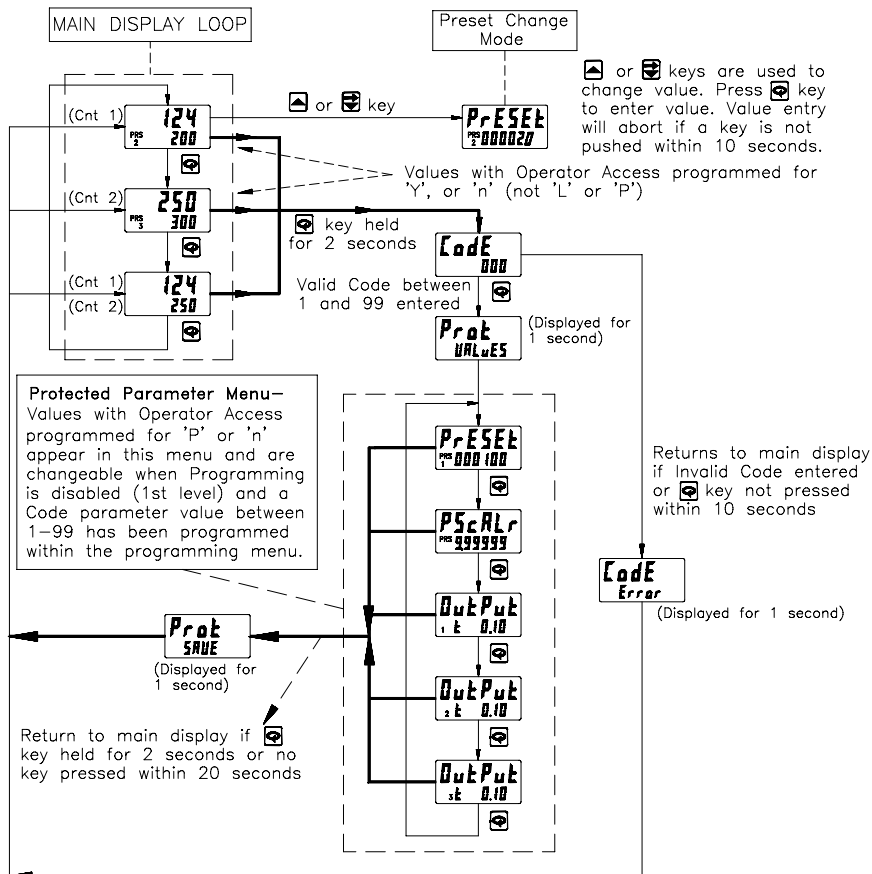 MAIN DISPLAY LOOP
Preset Change
Mode
(Cnt 1)
124
PRS
2
200
or
key
PrESEt
PRS
2
000020
or
keys are used to
change value. Press
key
to enter value. Value entry
will abort if a key is not
pushed within 10 seconds.
Values with Operator Access programmed for
'Y', or 'n' (not 'L' or 'P')
(Cnt 2)
250
PRS
3
300
key held
for 2 seconds
CodE
000
(Cnt 1)
(Cnt 2)
124
250
Valid Code between
1 and 99 entered
Prot
VALuES
(Displayed for
1 second)
Protected Parameter Menu—
Values with Operator Access
programmed for 'P' or 'n'
appear in this menu and are
changeable when Programming
is disabled (1st level) and a
Code parameter value between
1—99 has been programmed
within the programming menu.
PrESEt
PRS
1
000100
PScALr
PRS
9.99999
OutPut
1 t 0.10
OutPut
2 t 0.10
OutPut
3 t 0.10
Returns to main display
if Invalid Code entered
or
key not pressed
within 10 seconds
CodE
Error
(Displayed for 1 second)
Prot
SAVE
(Displayed for
1 second)
Return to main display if
key held for 2 seconds or no
key pressed within 20 seconds